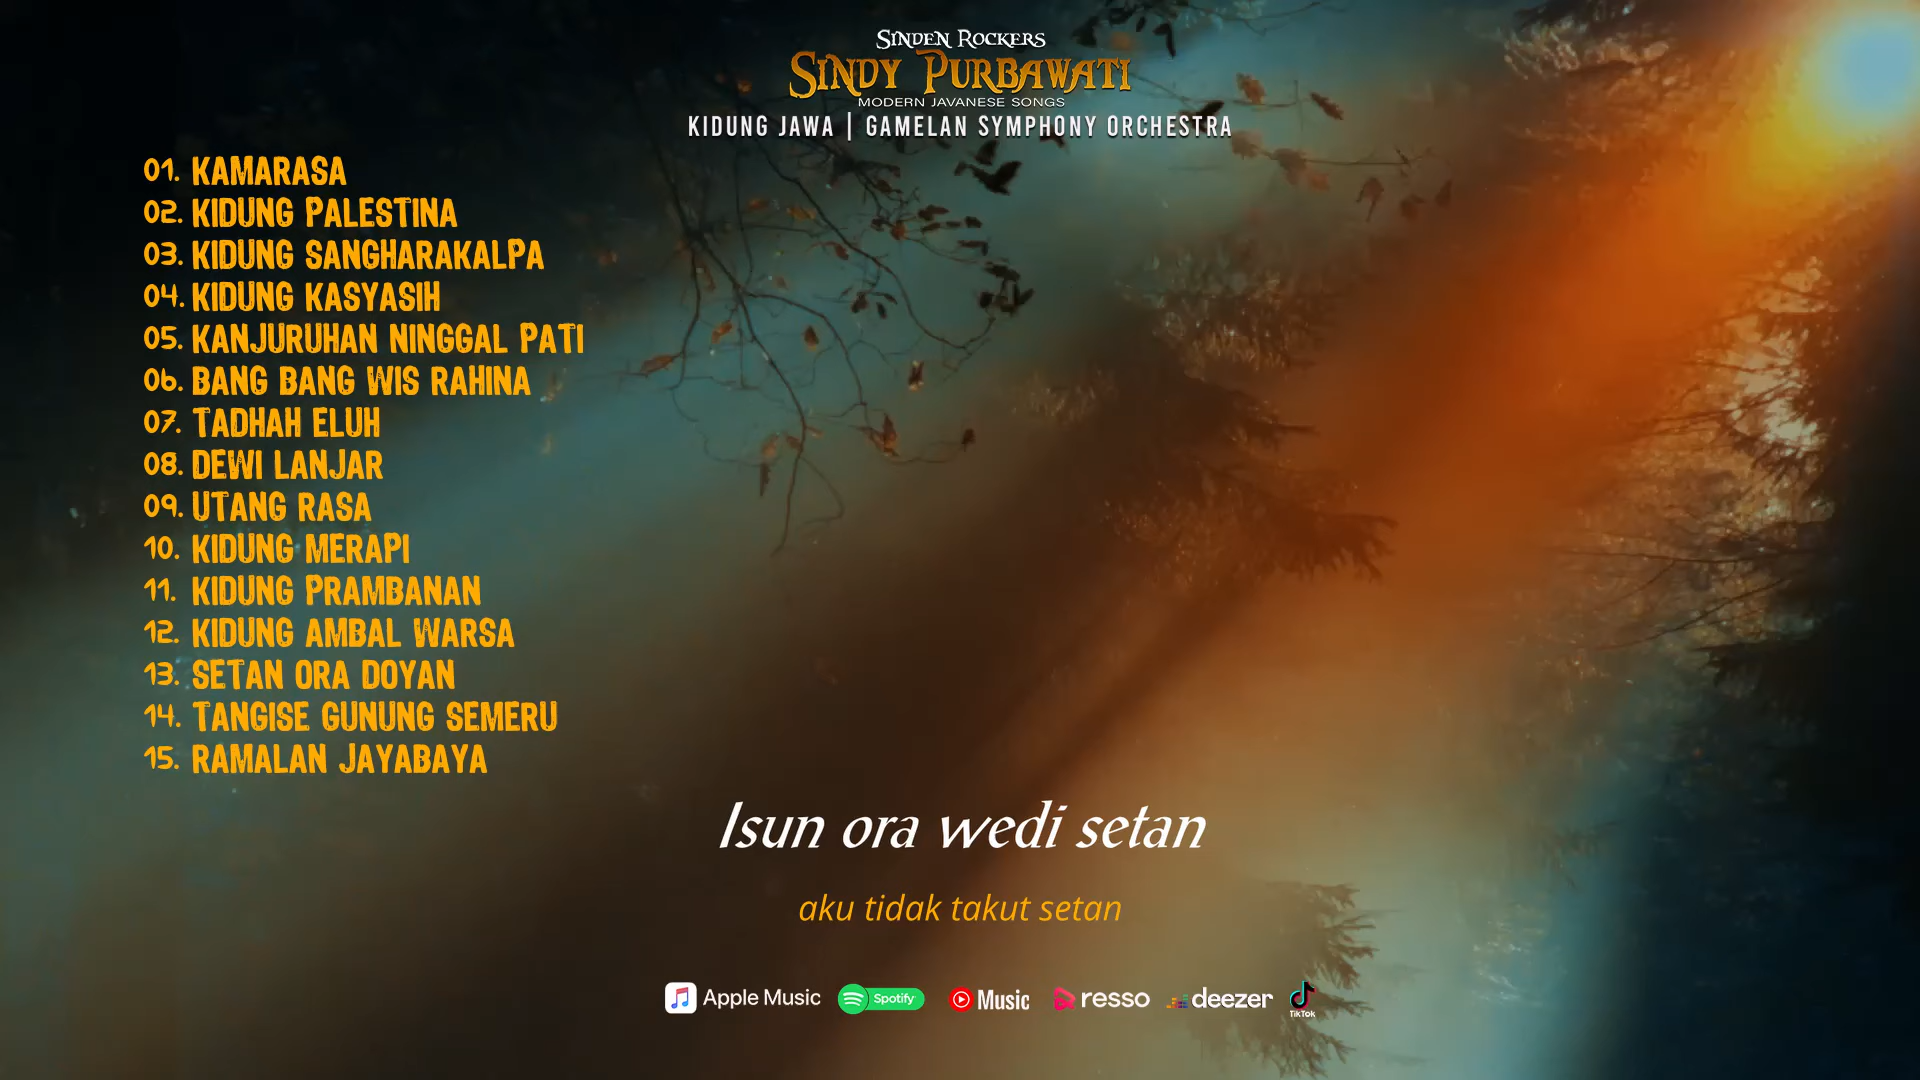 SINDEN ROCKERS
SINDY PURBAWATI
MODERN JAVANESE SONGS
KIDUNG JAWA | GAMELAN SYMPHONY ORCHESTRA
01. KAMARASA
02. KIDUNG PALESTINA
03. KIDUNG SANGHARAKALPA
04. KIDUNG KASYASIH
05. KANJURUHAN NINGGAL PATI
06. BANG BANG WIS RAHINA
07. TADHAH ELUH
08. DEWI LANJAR
09. UTANG RASA
10. KIDUNG MERAPI
11. KIDUNG PRAMBANAN
12. KIDUNG AMBAL WARSA
13. SETAN ORA DOYAN
14. TANGISE GUNUNG SEMERU
15. RAMALAN JAYABAYA
Isun ora wedi setan
aku tidak takut setan
Apple Music Spotify Music resso deezer TikTok